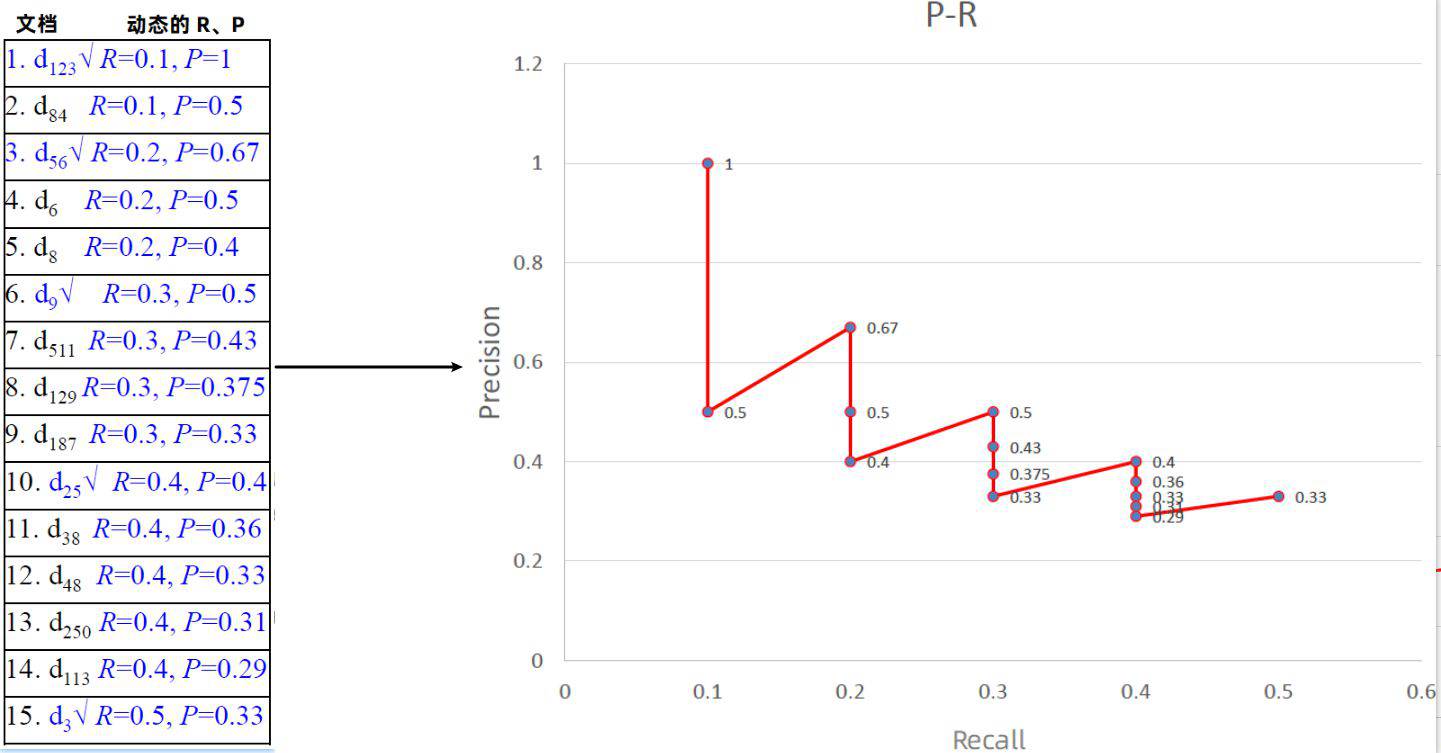 文档 动态的 R、P
1. d123√ R=0.1, P=1
2. d84 R=0.1, P=0.5
3. d56√ R=0.2, P=0.67
4. d6 R=0.2, P=0.5
5. d8 R=0.2, P=0.4
6. d9√ R=0.3, P=0.5
7. d511 R=0.3, P=0.43
8. d129 R=0.3, P=0.375
9. d187 R=0.3, P=0.33
10. d25√ R=0.4, P=0.4
11. d38 R=0.4, P=0.36
12. d48 R=0.4, P=0.33
13. d250 R=0.4, P=0.31
14. d113 R=0.4, P=0.29
15. d3√ R=0.5, P=0.33
P-R
1.2
1
0.8
0.6
0.4
0.2
0
Precision
1
0.5
0.67
0.5
0.4
0.5
0.43
0.375
0.33
0.4
0.36
0.33
0.31
0.29
0.33
0 0.1 0.2 0.3 0.4 0.5 0.6
Recall